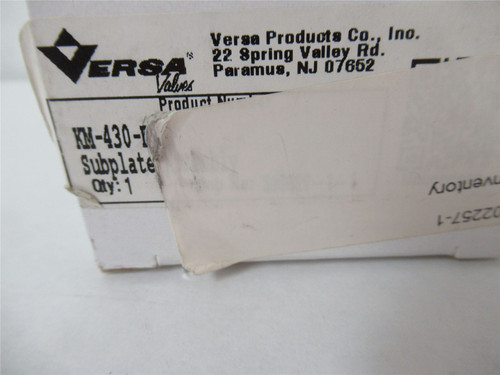 VERSA®
Valves
Versa Products Co., Inc.
22 Spring Valley Rd.
Paramus, NJ 07652
Product
KM-430-
Subplate
Qty: 1
nventory
02257-1